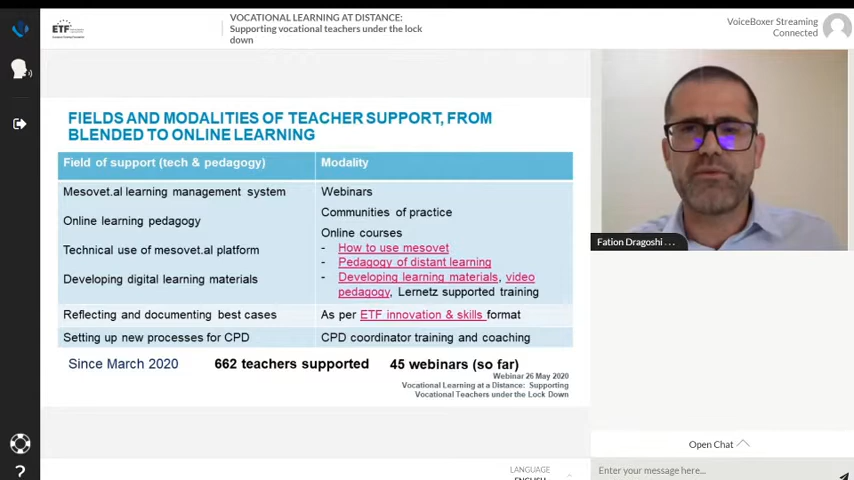 VOCATIONAL LEARNING AT DISTANCE:
Supporting vocational teachers under the lock
down
VoiceBoxer Streaming
Connected
ETF
FIELDS AND MODALITIES OF TEACHER SUPPORT, FROM
BLENDED TO ONLINE LEARNING
Field of support (tech & pedagogy)
Modality
Mesovet.al learning management system
Webinars
Communities of practice
Online learning pedagogy
Online courses
- How to use mesovet
Technical use of mesovet.al platform
- Pedagogy of distant learning
Developing digital learning materials
- Developing learning materials, video
pedagogy, Lernetz supported training
Reflecting and documenting best cases
As per ETF innovation & skills format
Setting up new processes for CPD
CPD coordinator training and coaching
Since March 2020
662 teachers supported
45 webinars (so far)
Webinar 26 May 2020
Vocational Learning at a Distance: Supporting
Vocational Teachers under the Lock Down
Fation Dragoshi ...
Open Chat
Enter your message here...
LANGUAGE
ENGLISH
?